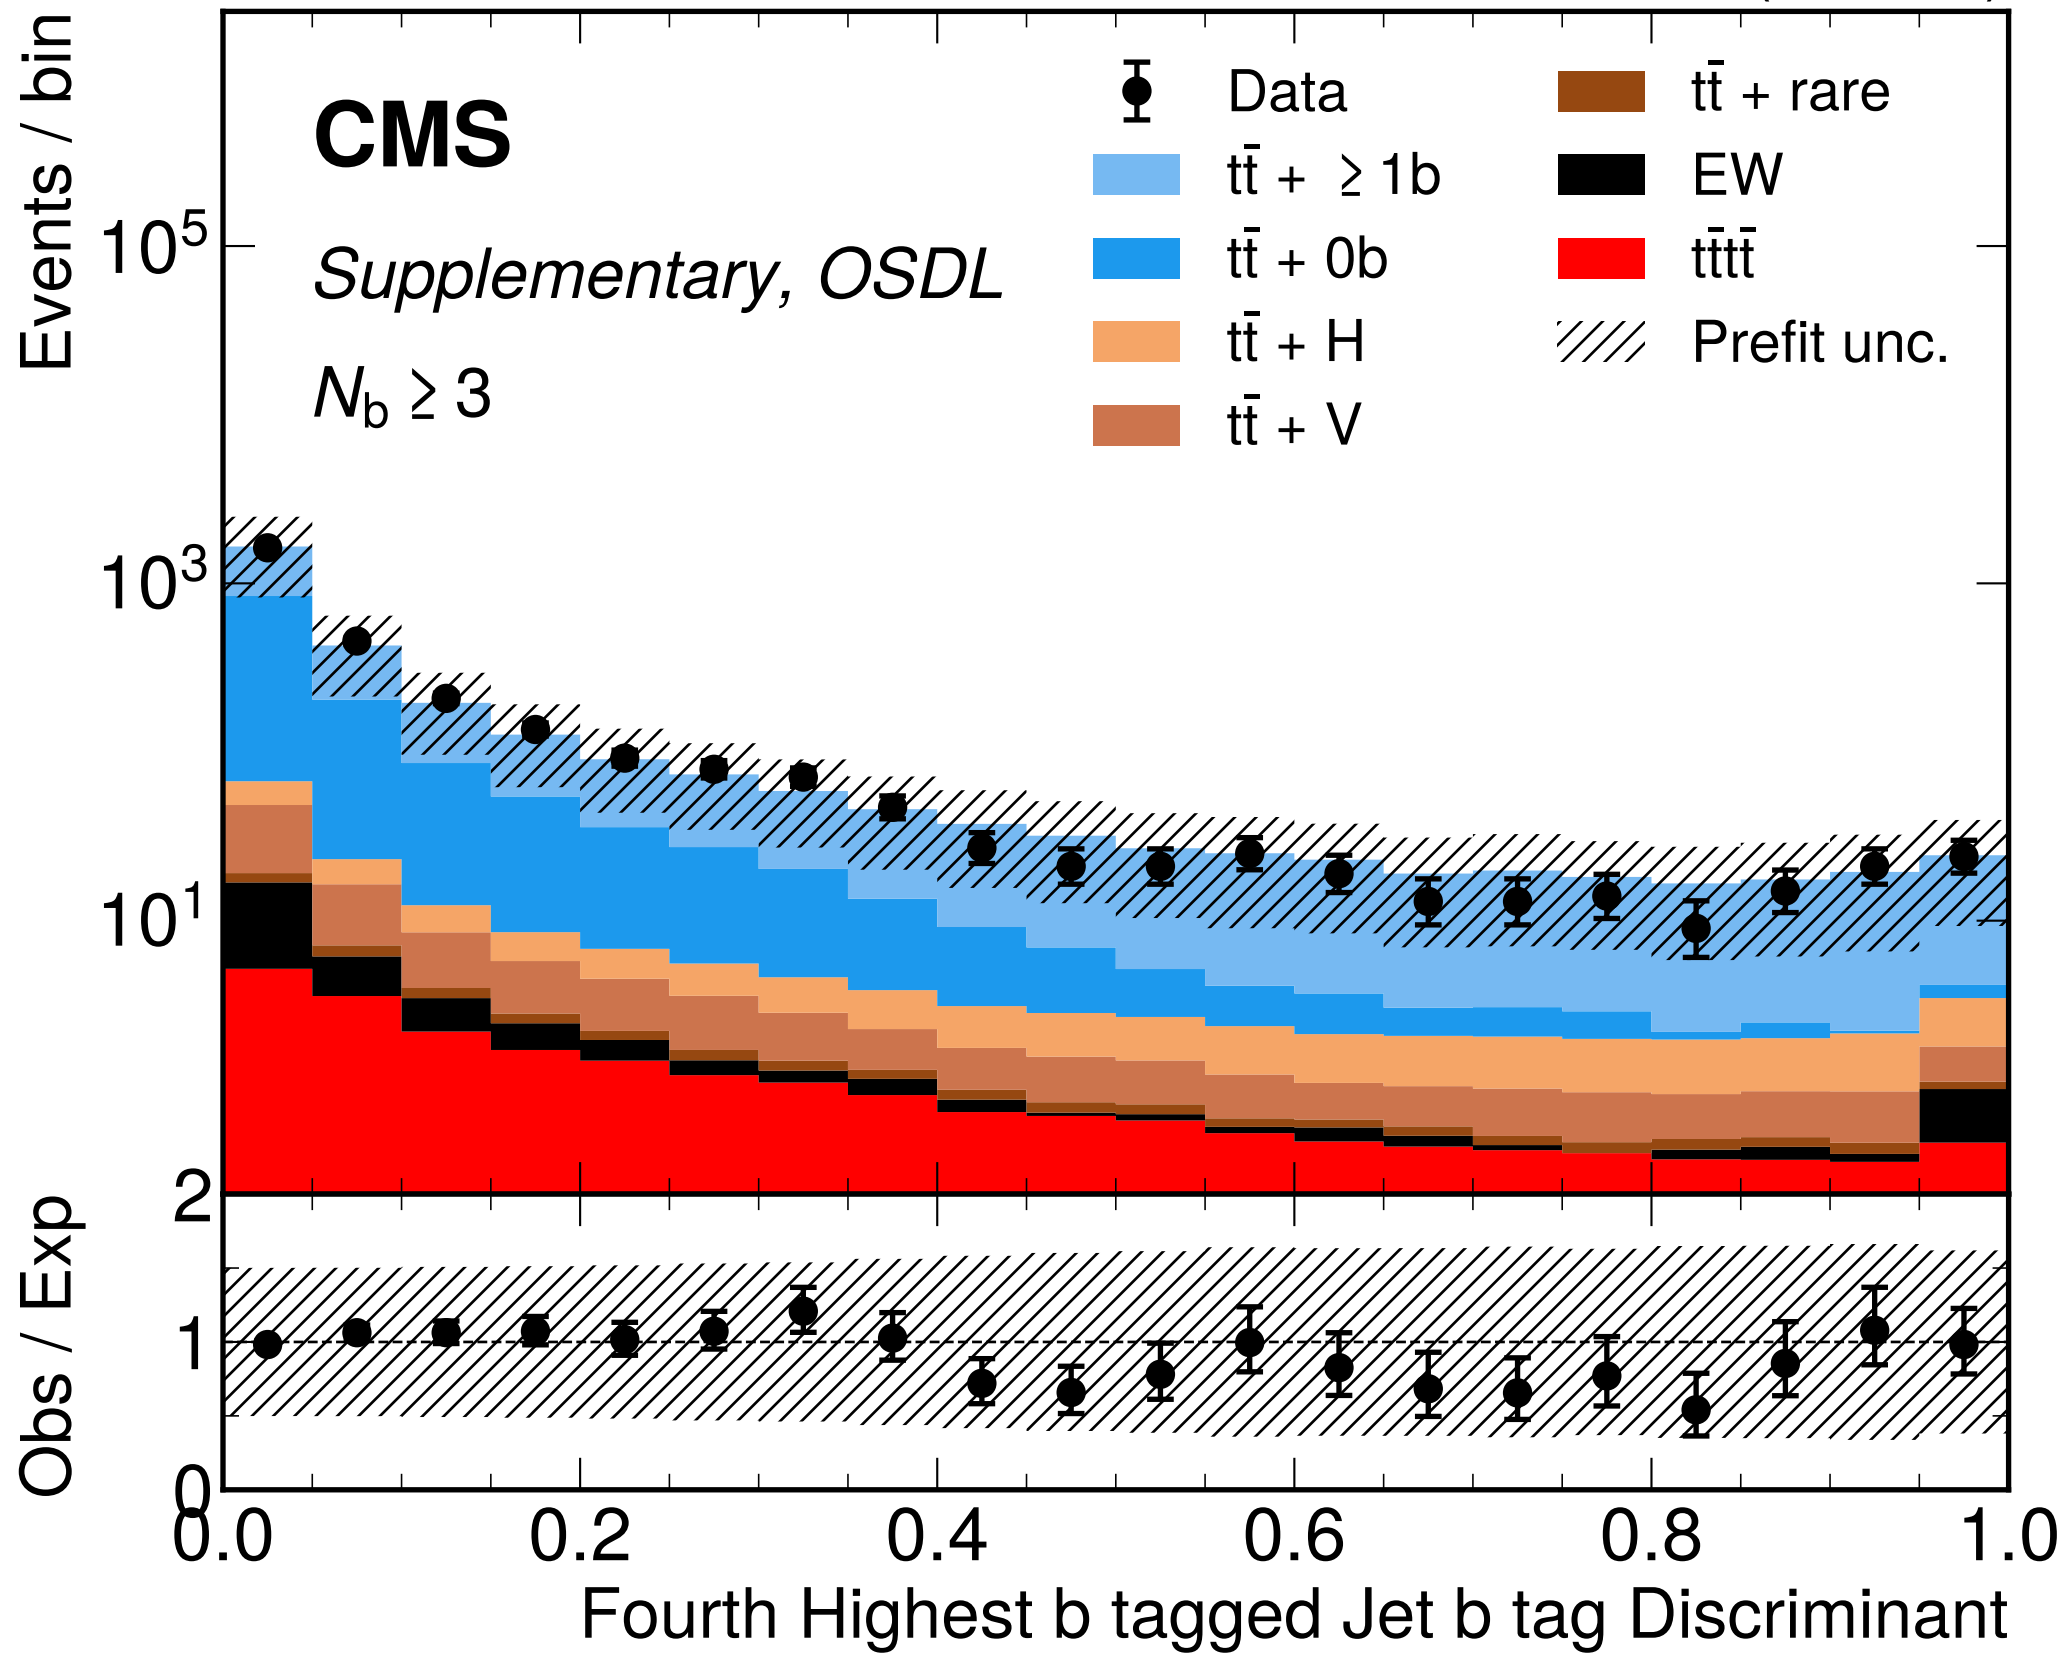 Events / bin
CMS
Supplementary, OSDL
N_b ≥ 3
Data
tt̄ + ≥ 1b
tt̄ + 0b
tt̄ + H
tt̄ + V
tt̄ + rare
EW
tt̄tt̄
Prefit unc.
10^5
10^3
10^1
Obs / Exp
2
1
0
0.0 0.2 0.4 0.6 0.8 1.0
Fourth Highest b tagged Jet b tag Discriminant